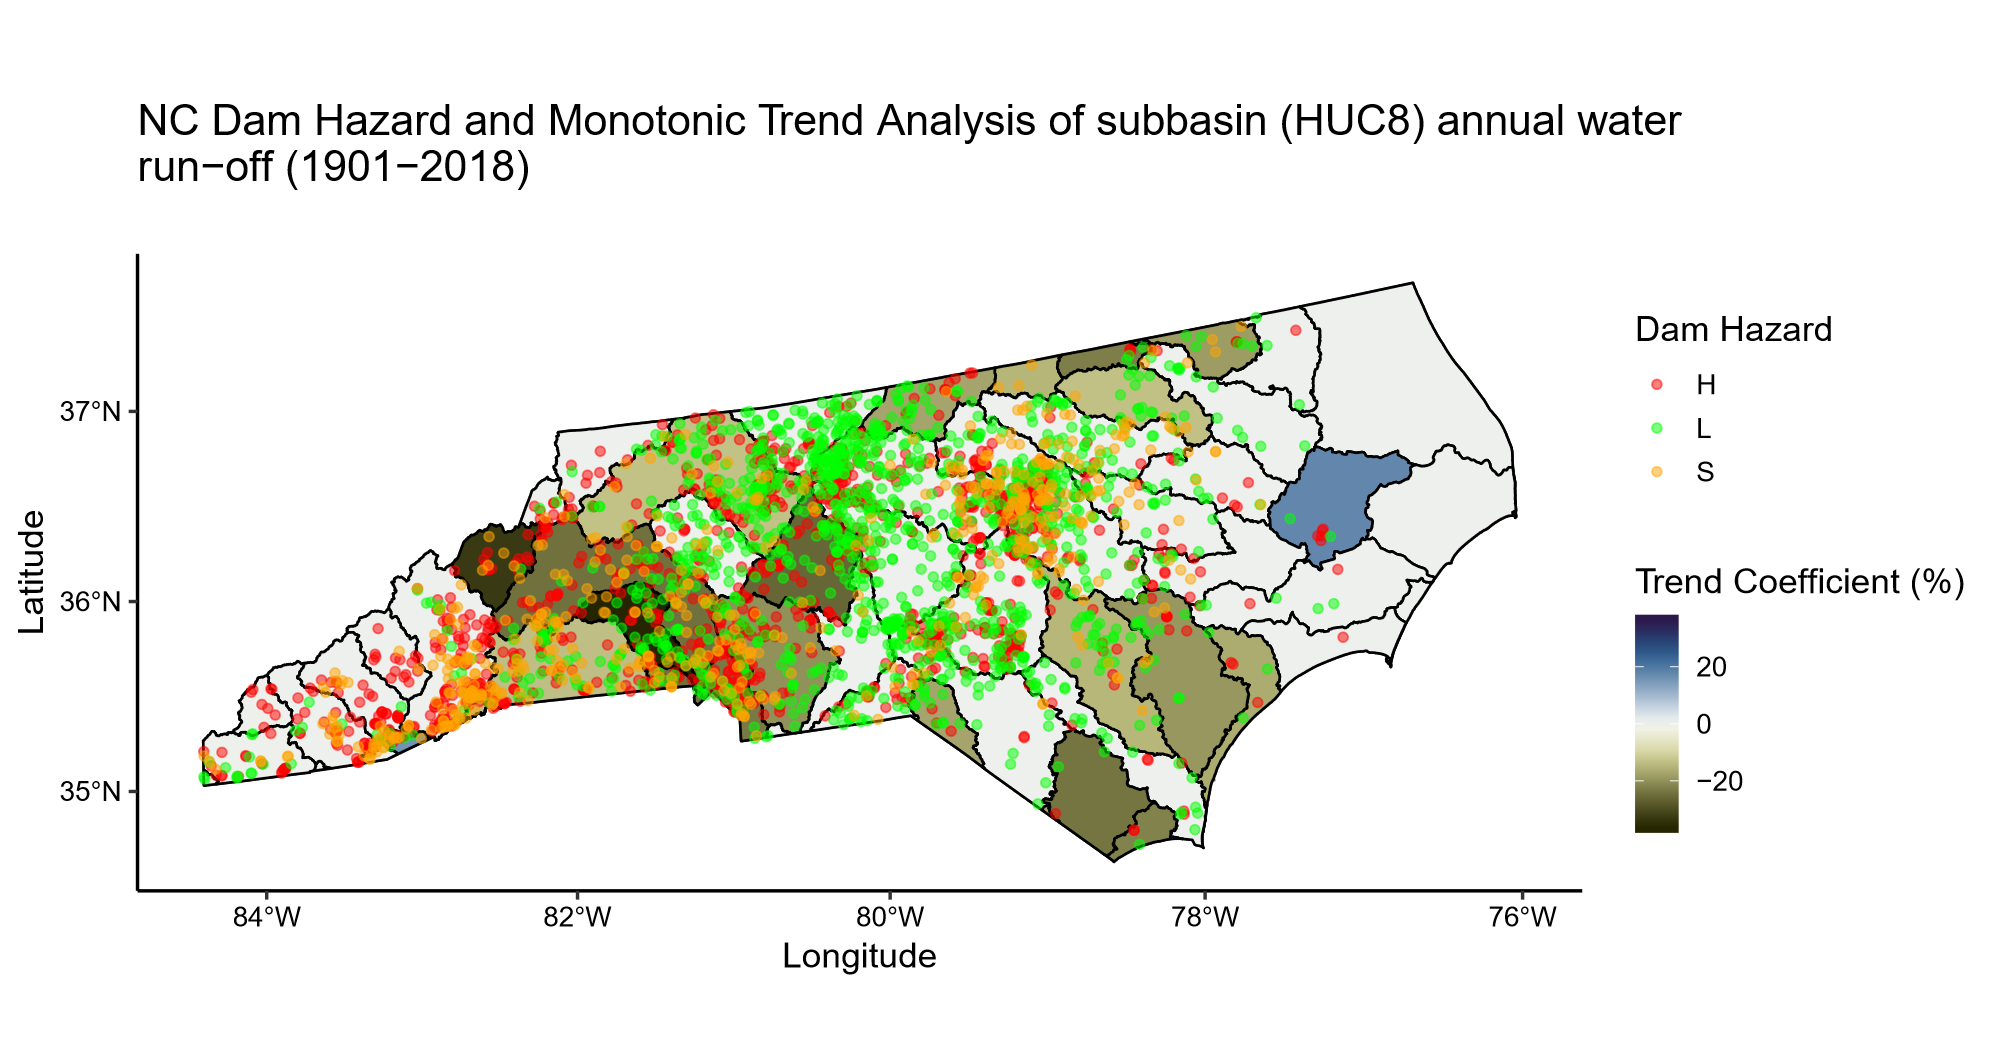 NC Dam Hazard and Monotonic Trend Analysis of subbasin (HUC8) annual water
run−off (1901−2018)
Dam Hazard
H
L
S
Trend Coefficient (%)
20
0
−20
37°N
36°N
35°N
Latitude
84°W
82°W
80°W
78°W
76°W
Longitude